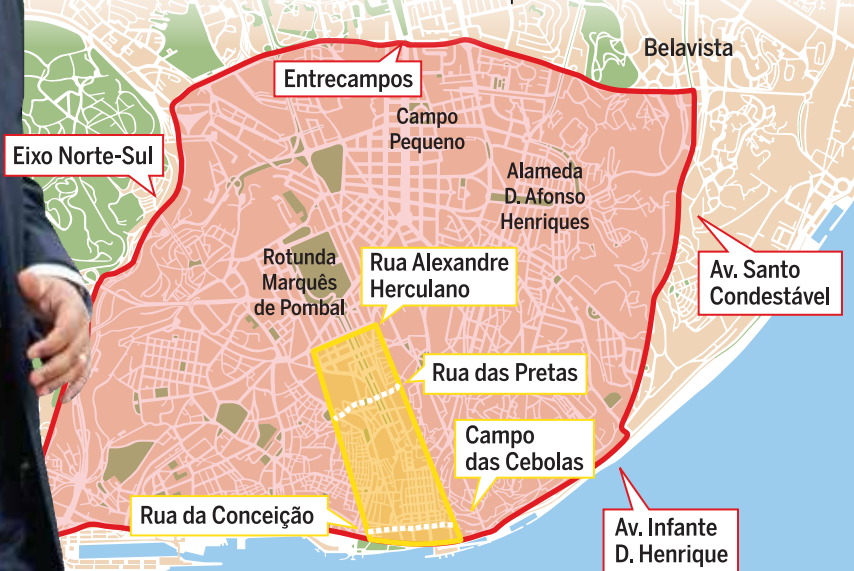 Belavista
Entrecampos
Campo
Pequeno
Eixo Norte-Sul
Alameda
D. Afonso
Henriques
Rotunda
Marquês
de Pombal
Rua Alexandre
Herculano
Av. Santo
Condestável
Rua das Pretas
Campo
das Cebolas
Rua da Conceição
Av. Infante
D. Henrique